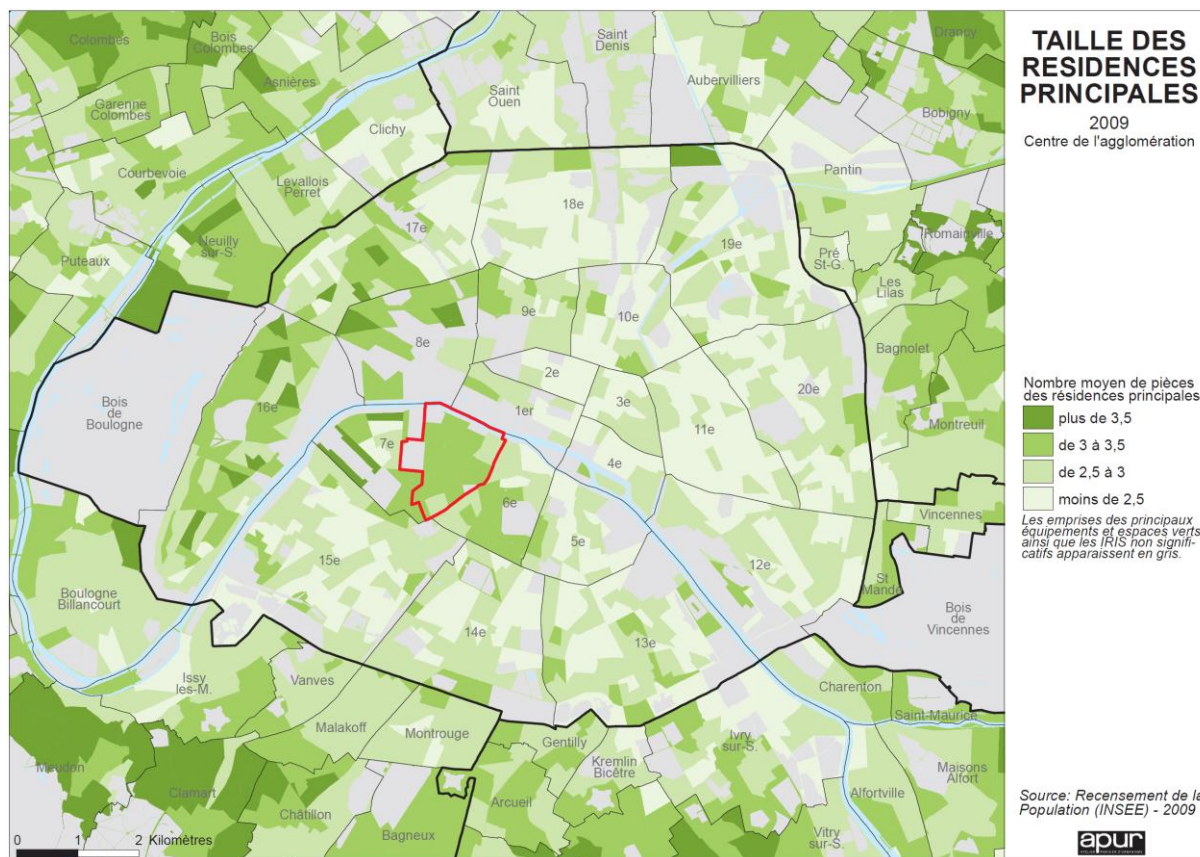 TAILLE DES
RESIDENCES
PRINCIPALES
2009
Centre de l'agglomération
Nombre moyen de pièces
des résidences principales
plus de 3,5
de 3 à 3,5
de 2,5 à 3
moins de 2,5
Les emprises des principaux
équipements et espaces verts
ainsi que les IRIS non signifi-
catifs apparaissent en gris.
Source: Recensement de la
Population (INSEE) - 2009
apur
Colombes
Bois
Colombes
Asnières
Saint
Denis
Drancy
Garenne
Colombes
Saint
Ouen
Aubervilliers
Bobigny
Clichy
Courbevoie
Levallois
Perret
Pantin
Neuilly
sur-S.
Puteaux
17e
18e
19e
Romainville
Pré
St-G.
Les
Lilas
Bagnolet
Bois
de
Boulogne
8e
9e
10e
2e
16e
1er
3e
20e
11e
Montreuil
7e
4e
6e
5e
Vincennes
15e
12e
St
Mandé
Boulogne
Billancourt
Bois
de
Vincennes
14e
13e
Issy
les-M.
Vanves
Charenton
Malakoff
Montrouge
Saint-Maurice
Gentilly
Kremlin
Bicêtre
Ivry
sur-S.
Meudon
Clamart
Maisons
Alfort
Châtillon
Arcueil
Alfortville
Bagneux
Vitry
sur-S.
0 1 2 Kilomètres